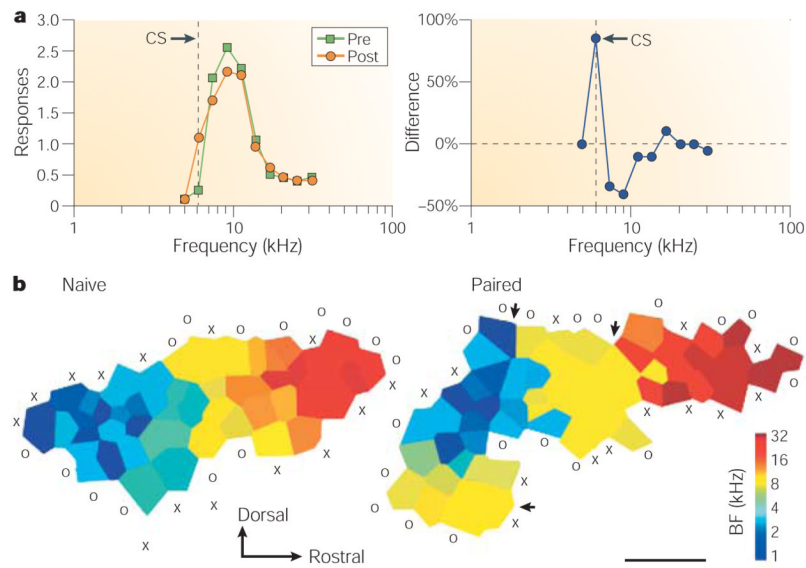 a
3.0
2.5
2.0
1.5
1.0
0.5
0
Responses
CS
Pre
Post
1
10
100
Frequency (kHz)
100%
50%
0%
–50%
Difference
CS
1
10
100
Frequency (kHz)
b
Naive
Paired
Dorsal
Rostral
BF (kHz)
32
16
8
4
2
1